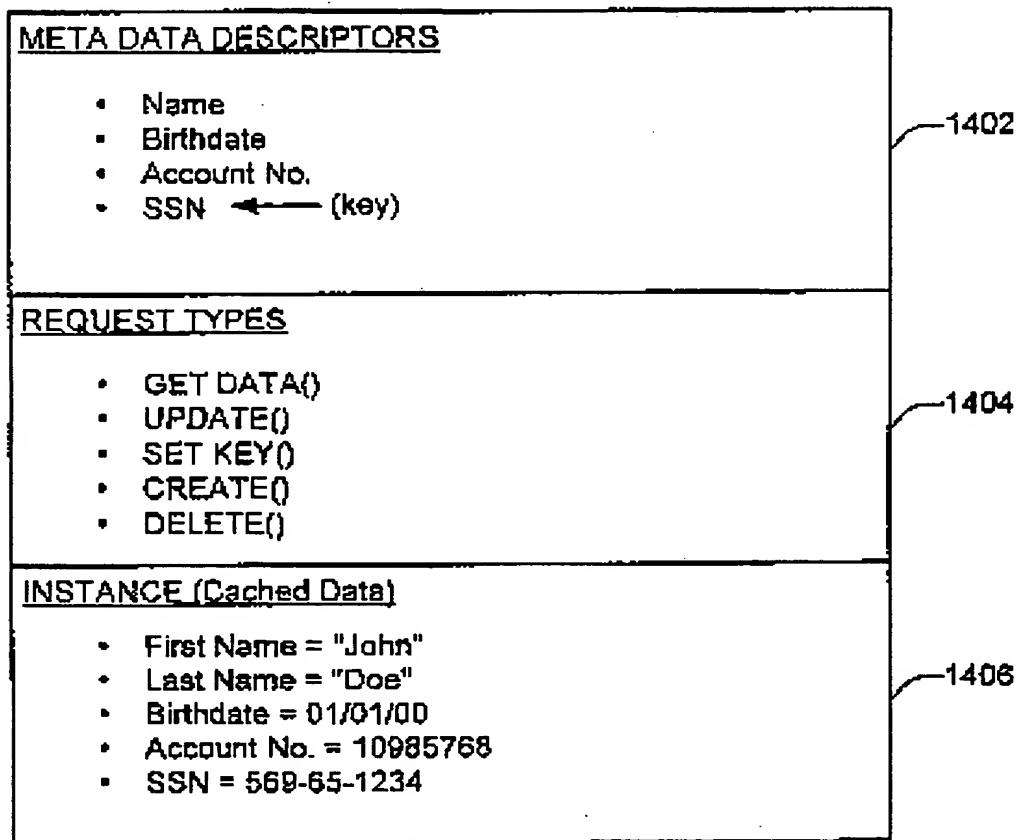 META DATA DESCRIPTORS
• Name
• Birthdate
• Account No.
• SSN ← (key)
1402
REQUEST TYPES
• GET DATA()
• UPDATE()
• SET KEY()
• CREATE()
• DELETE()
1404
INSTANCE (Cached Data)
• First Name = "John"
• Last Name = "Doe"
• Birthdate = 01/01/00
• Account No. = 10985768
• SSN = 569-65-1234
1406